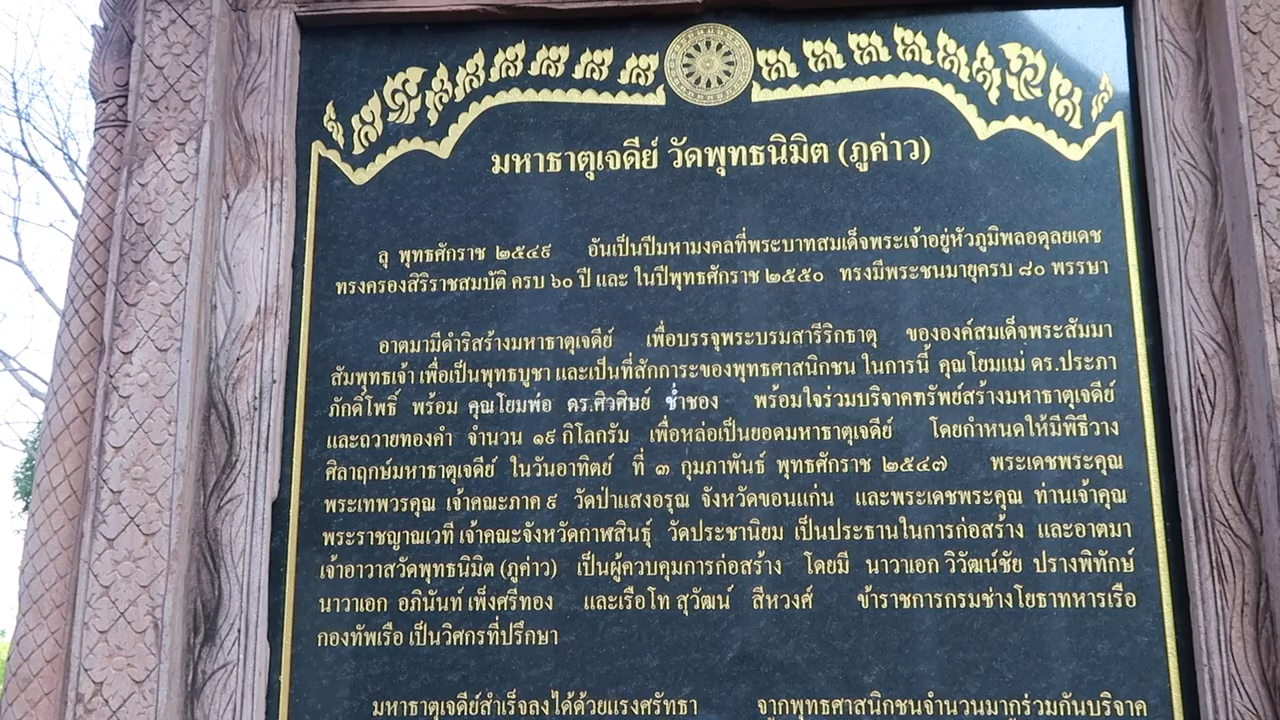 มหาธาตุเจดีย์ วัดพุทธนิมิต (ภูค่าว)
ลุ พุทธศักราช ๒๕๔๙ อันเป็นปีมหามงคลที่พระบาทสมเด็จพระเจ้าอยู่หัวภูมิพลอดุลยเดช
ทรงครองสิริราชสมบัติ ครบ ๖๐ ปี และ ในปีพุทธศักราช ๒๕๕๐ ทรงมีพระชนมายุครบ ๘๐ พรรษา
อาตมามีดำริสร้างมหาธาตุเจดีย์ เพื่อบรรจุพระบรมสารีริกธาตุ ขององค์สมเด็จพระสัมมา
สัมพุทธเจ้า เพื่อเป็นพุทธบูชา และเป็นที่สักการะของพุทธศาสนิกชน ในการนี้ คุณโยมแม่ ดร.ประภา
ภักดิ์โพธิ์ พร้อม คุณโยมพ่อ ดร.ศิวศิษย์ ช่ำชอง พร้อมใจร่วมบริจาคทรัพย์สร้างมหาธาตุเจดีย์
และถวายทองคำ จำนวน ๑๙ กิโลกรัม เพื่อหล่อเป็นยอดมหาธาตุเจดีย์ โดยกำหนดให้มีพิธีวาง
ศิลาฤกษ์มหาธาตุเจดีย์ ในวันอาทิตย์ ที่ ๓ กุมภาพันธ์ พุทธศักราช ๒๕๔๗ พระเดชพระคุณ
พระเทพวรคุณ เจ้าคณะภาค ๙ วัดป่าแสงอรุณ จังหวัดขอนแก่น และพระเดชพระคุณ ท่านเจ้าคุณ
พระราชญาณเวที เจ้าคณะจังหวัดกาฬสินธุ์ วัดประชานิยม เป็นประธานในการก่อสร้าง และอาตมา
เจ้าอาวาสวัดพุทธนิมิต (ภูค่าว) เป็นผู้ควบคุมการก่อสร้าง โดยมี นาวาเอก วิวัฒน์ชัย ปรางพิทักษ์
นาวาเอก อภินันท์ เพ็งศรีทอง และเรือโท สุวัฒน์ สีหวงศ์ ข้าราชการกรมช่างโยธาทหารเรือ
กองทัพเรือ เป็นวิศกรที่ปรึกษา
มหาธาตุเจดีย์สำเร็จลงได้ด้วยแรงศรัทธา จากพุทธศาสนิกชนจำนวนมากร่วมกันบริจาค